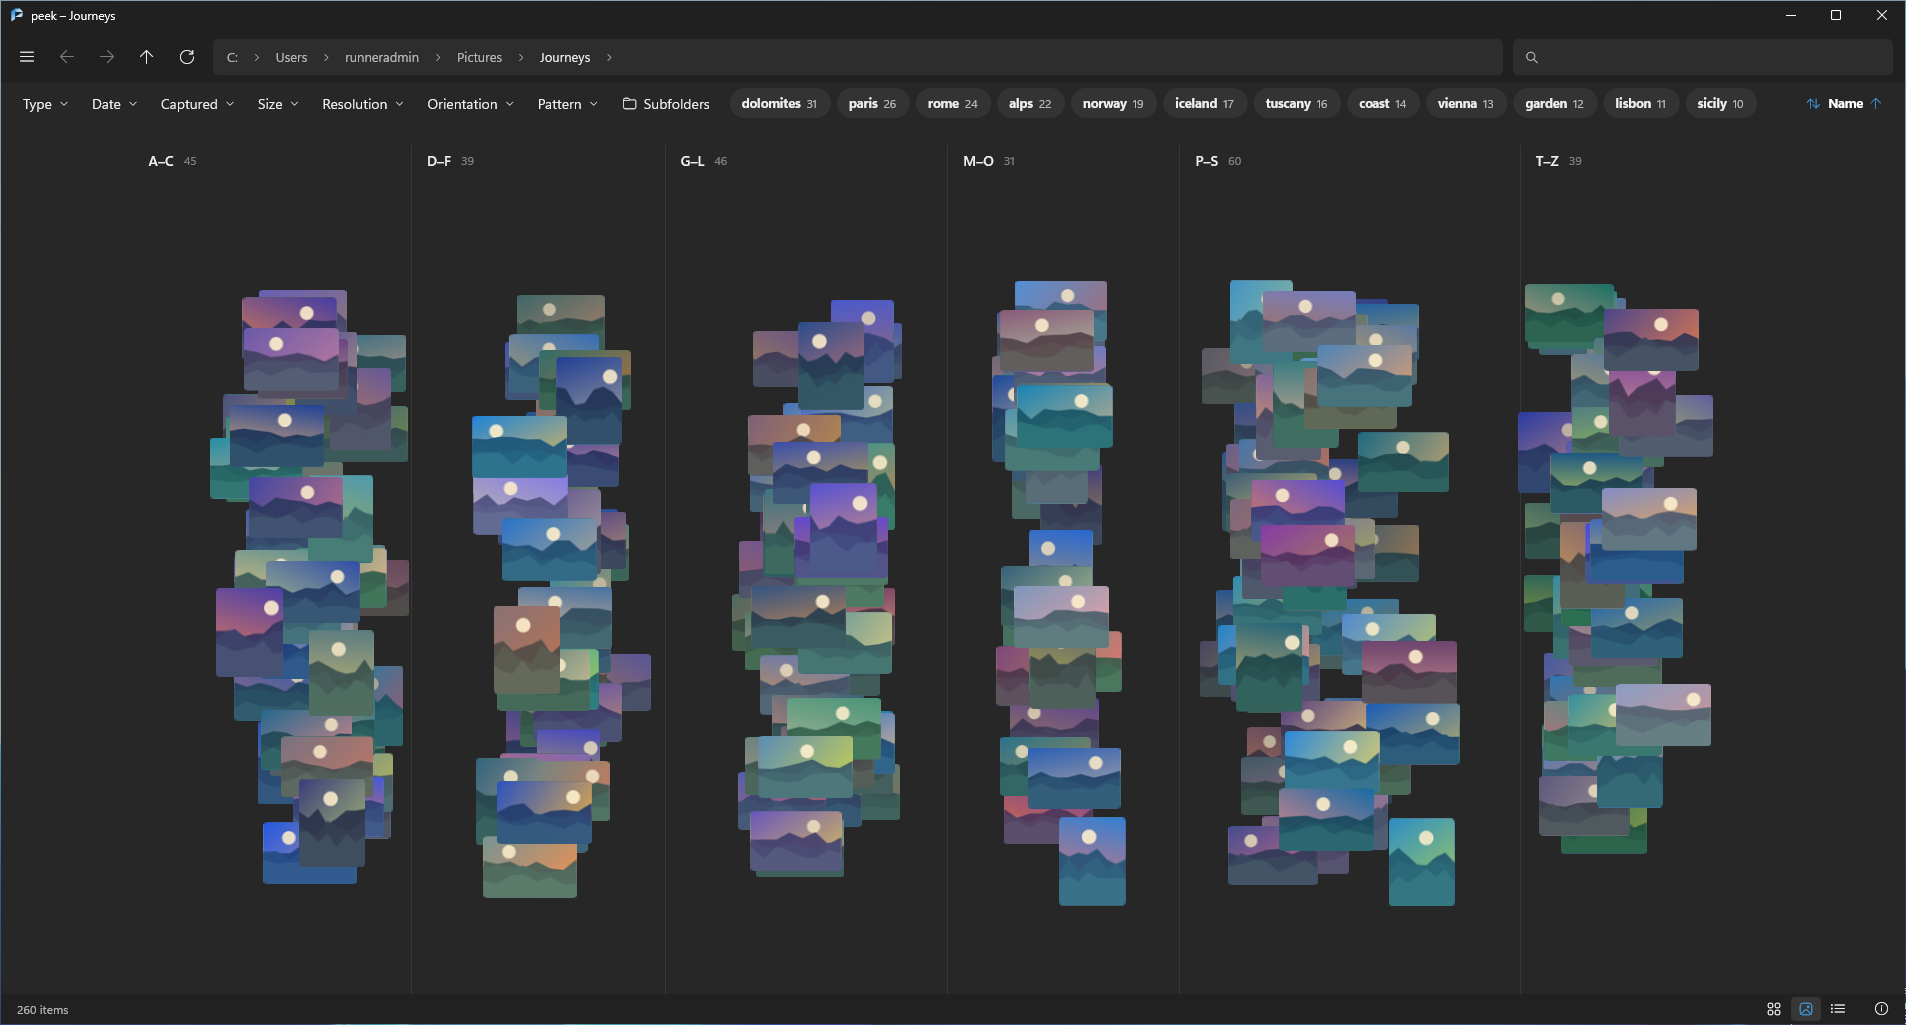 peek – Journeys
C: Users runneradmin Pictures Journeys
Type Date Captured Size Resolution Orientation Pattern Subfolders dolomites 31 paris 26 rome 24 alps 22 norway 19 iceland 17 tuscany 16 coast 14 vienna 13 garden 12 lisbon 11 sicily 10 Name
A–C 45 D–F 39 G–L 46 M–O 31 P–S 60 T–Z 39
260 items